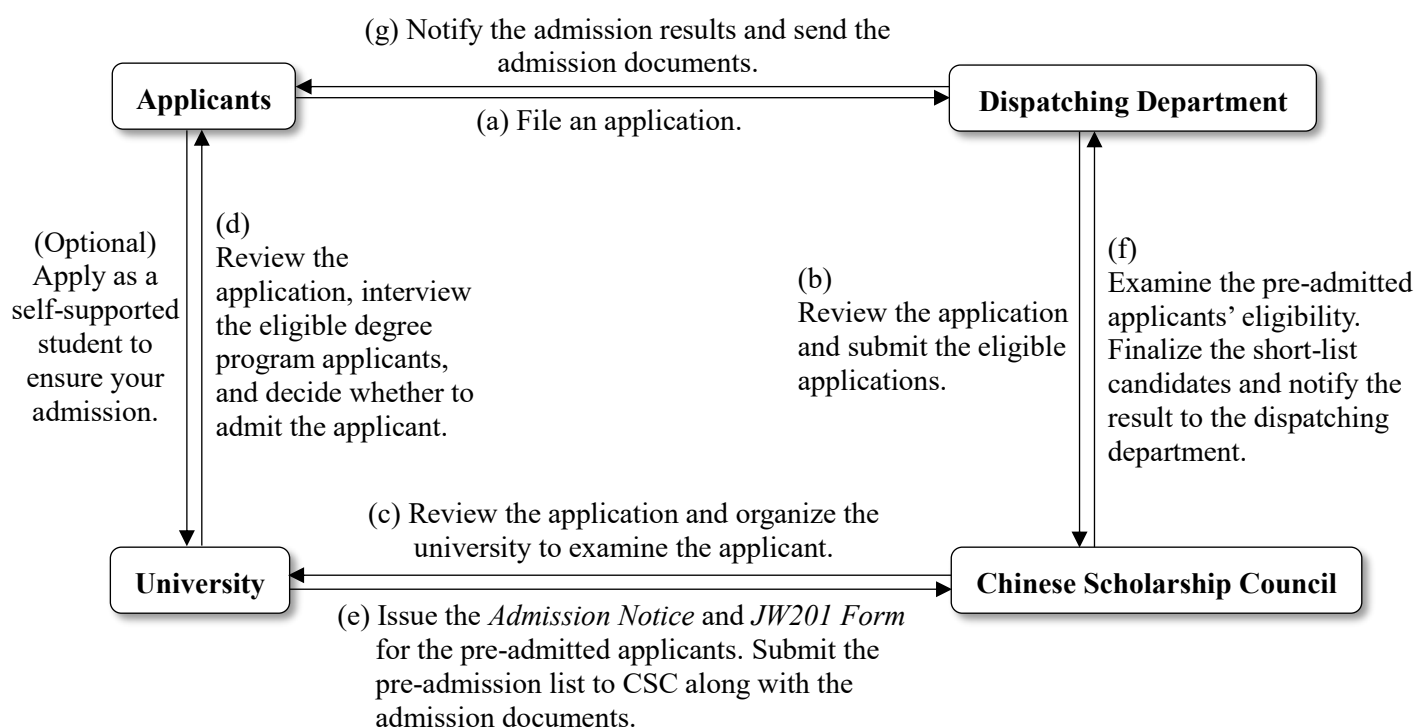 (g) Notify the admission results and send the
admission documents.
Applicants
Dispatching Department
(a) File an application.
(Optional)
Apply as a
self-supported
student to
ensure your
admission.
(d)
Review the
application, interview
the eligible degree
program applicants,
and decide whether to
admit the applicant.
(b)
Review the application
and submit the eligible
applications.
(f)
Examine the pre-admitted
applicants’ eligibility.
Finalize the short-list
candidates and notify the
result to the dispatching
department.
(c) Review the application and organize the
university to examine the applicant.
University
Chinese Scholarship Council
(e) Issue the Admission Notice and JW201 Form
for the pre-admitted applicants. Submit the
pre-admission list to CSC along with the
admission documents.